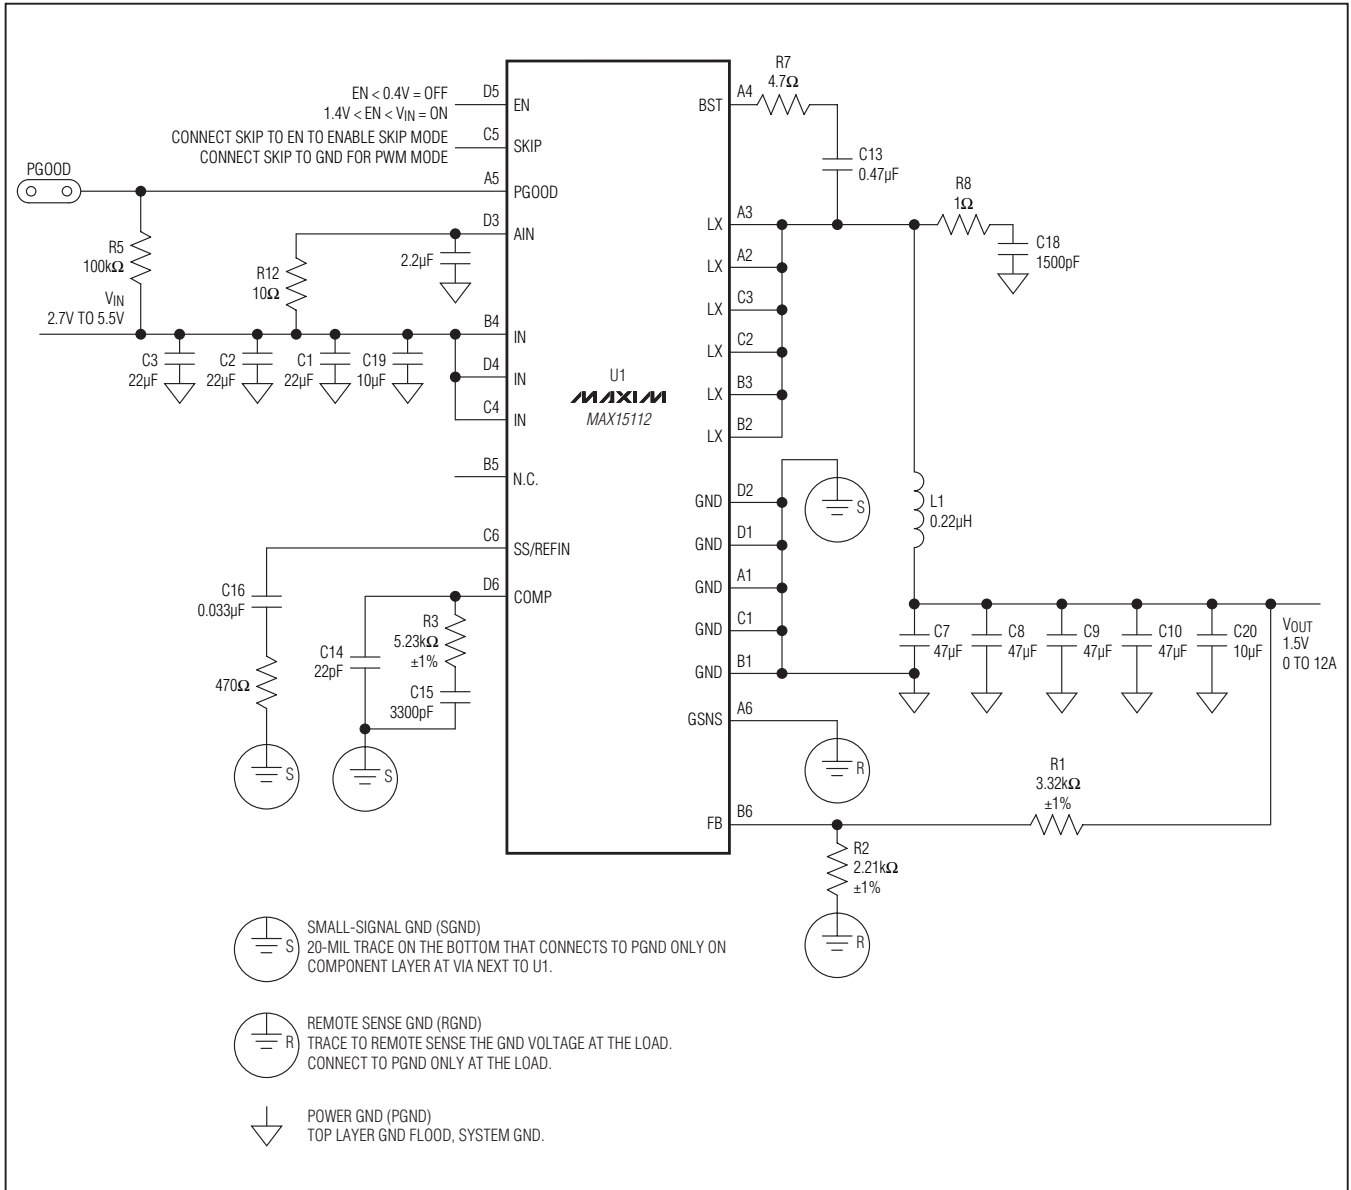 EN < 0.4V = OFF
1.4V < EN < VIN = ON
CONNECT SKIP TO EN TO ENABLE SKIP MODE
CONNECT SKIP TO GND FOR PWM MODE
PGOOD
R5
100kΩ
VIN
2.7V TO 5.5V
R12
10Ω
2.2µF
C3
22µF
C2
22µF
C1
22µF
C19
10µF
D5
EN
C5
SKIP
A5
PGOOD
D3
AIN
B4
IN
D4
IN
C4
IN
B5
N.C.
C6
SS/REFIN
D6
COMP
C16
0.033µF
470Ω
S
C14
22pF
R3
5.23kΩ
±1%
C15
3300pF
S
U1
MAXIM
MAX15112
BST
A4
R7
4.7Ω
C13
0.47µF
R8
1Ω
C18
1500pF
LX
A3
LX
A2
LX
C3
LX
C2
LX
B3
LX
B2
GND
D2
GND
D1
GND
A1
GND
C1
GND
B1
GSNS
A6
FB
B6
S
L1
0.22µH
C7
47µF
C8
47µF
C9
47µF
C10
47µF
C20
10µF
VOUT
1.5V
0 TO 12A
R
R1
3.32kΩ
±1%
R2
2.21kΩ
±1%
R
S
SMALL-SIGNAL GND (SGND)
20-MIL TRACE ON THE BOTTOM THAT CONNECTS TO PGND ONLY ON
COMPONENT LAYER AT VIA NEXT TO U1.
R
REMOTE SENSE GND (RGND)
TRACE TO REMOTE SENSE THE GND VOLTAGE AT THE LOAD.
CONNECT TO PGND ONLY AT THE LOAD.
POWER GND (PGND)
TOP LAYER GND FLOOD, SYSTEM GND.